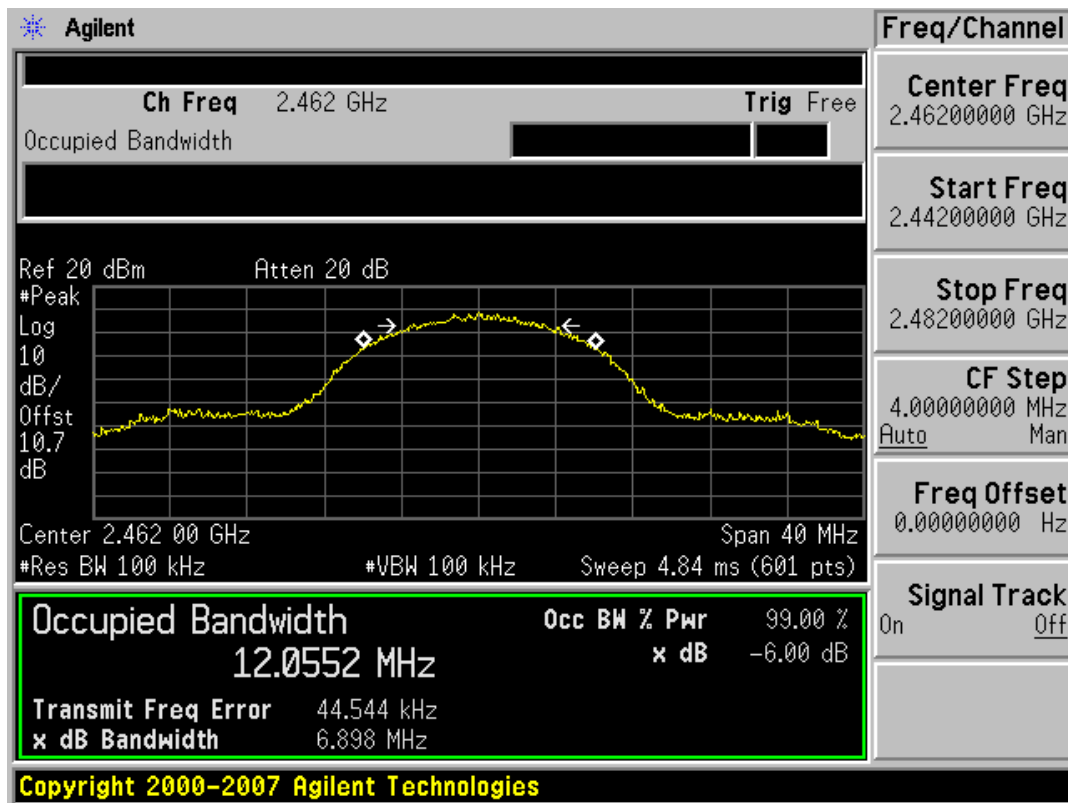 Agilent
Freq/Channel
Ch Freq 2.462 GHz
Trig Free
Occupied Bandwidth
Center Freq
2.46200000 GHz
Start Freq
2.44200000 GHz
Stop Freq
2.48200000 GHz
CF Step
4.00000000 MHz
Auto Man
Freq Offset
0.00000000 Hz
Signal Track
On Off
Ref 20 dBm
Atten 20 dB
#Peak
Log
10
dB/
Offst
10.7
dB
Center 2.462 00 GHz
Span 40 MHz
#Res BW 100 kHz
#VBW 100 kHz
Sweep 4.84 ms (601 pts)
Occupied Bandwidth
12.0552 MHz
Occ BW % Pwr 99.00 %
x dB -6.00 dB
Transmit Freq Error 44.544 kHz
x dB Bandwidth 6.898 MHz
Copyright 2000-2007 Agilent Technologies